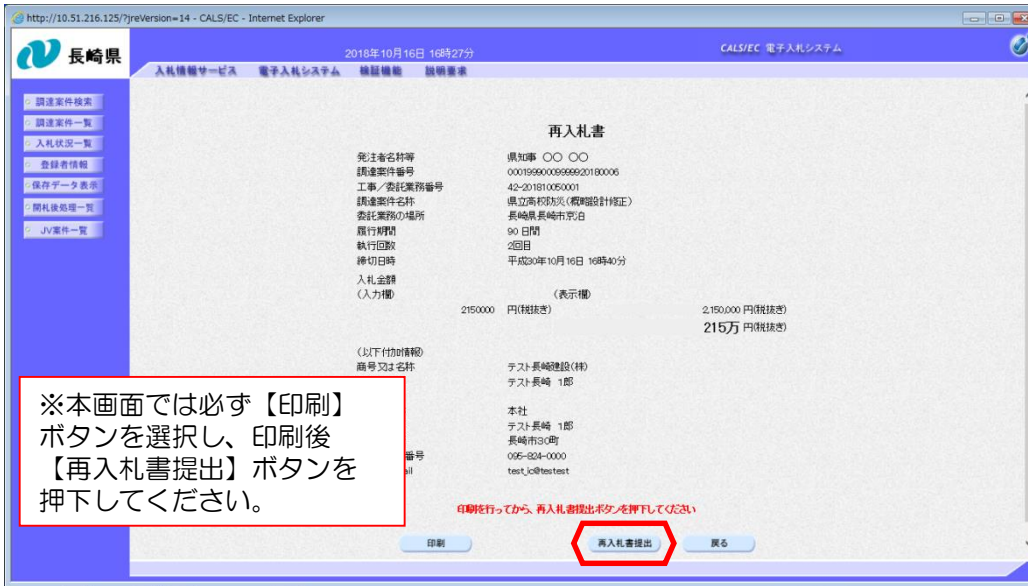 http://10.51.216.125/?jreVersion=14 - CALS/EC - Internet Explorer
長崎県
2018年10月16日 16時27分
CALS/EC 電子入札システム
入札情報サービス 電子入札システム 検証機能 説明要求
調達案件検索
調達案件一覧
入札状況一覧
登録者情報
保存データ表示
開札後処理一覧
JV案件一覧
再入札書
発注者名称等 県知事 〇〇 〇〇
調達案件番号 00019990009999920180006
工事/委託業務番号 42-201810050001
調達案件名称 県立高校防災(概略設計修正)
委託業務の場所 長崎県長崎市京泊
履行期間 90 日間
執行回数 2回目
締切日時 平成30年10月16日 16時40分
入札金額
(入力欄) (表示欄)
2150000 円(税抜き) 2,150,000 円(税抜き)
215万 円(税抜き)
(以下付加情報)
商号又は名称 テスト長崎建設(株)
テスト長崎 1郎
本社
テスト長崎 1郎
長崎市30町
番号 095-824-0000
ail test_jc@testest
※本画面では必ず【印刷】
ボタンを選択し、印刷後
【再入札書提出】ボタンを
押下してください。
印刷を行ってから、再入札書提出ボタンを押下してください
印刷 再入札書提出 戻る